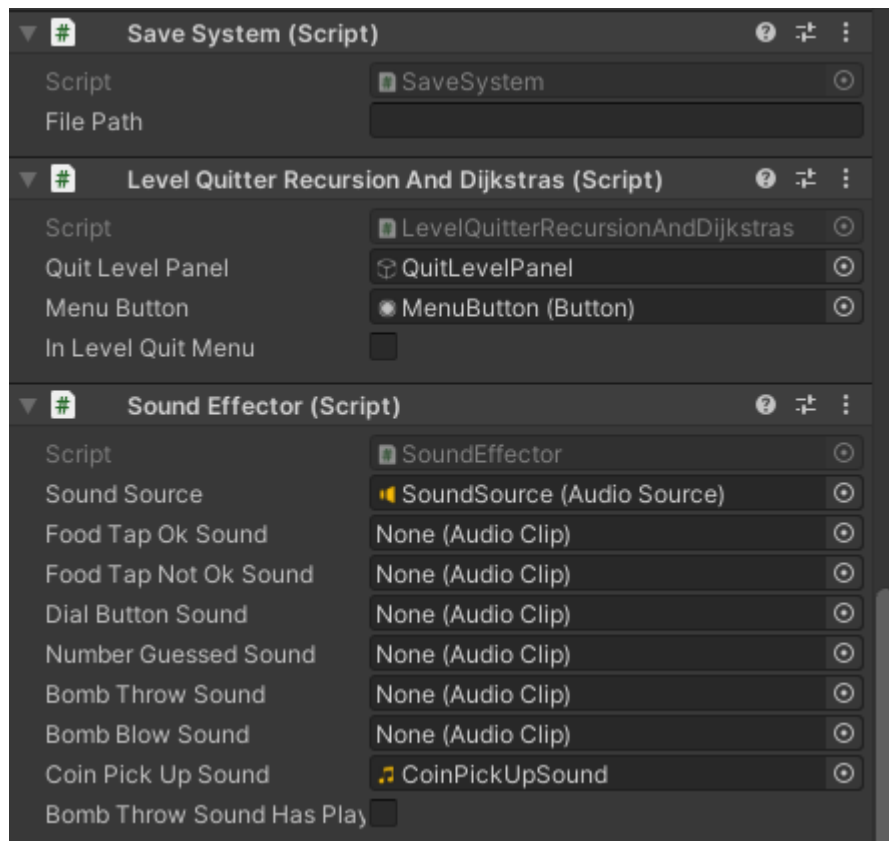 # Save System (Script)
Script # SaveSystem
File Path
# Level Quitter Recursion And Dijkstras (Script)
Script # LevelQuitterRecursionAndDijkstras
Quit Level Panel QuitLevelPanel
Menu Button MenuButton (Button)
In Level Quit Menu
# Sound Effector (Script)
Script # SoundEffector
Sound Source SoundSource (Audio Source)
Food Tap Ok Sound None (Audio Clip)
Food Tap Not Ok Sound None (Audio Clip)
Dial Button Sound None (Audio Clip)
Number Guessed Sound None (Audio Clip)
Bomb Throw Sound None (Audio Clip)
Bomb Blow Sound None (Audio Clip)
Coin Pick Up Sound CoinPickUpSound
Bomb Throw Sound Has Play